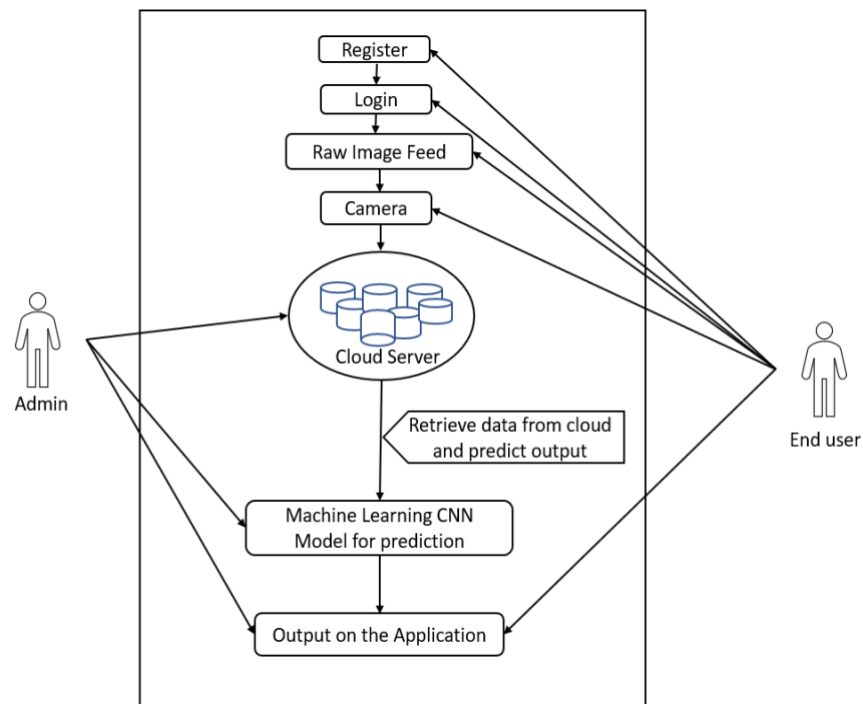 Register
Login
Raw Image Feed
Camera
Cloud Server
Admin
End user
Retrieve data from cloud
and predict output
Machine Learning CNN
Model for prediction
Output on the Application